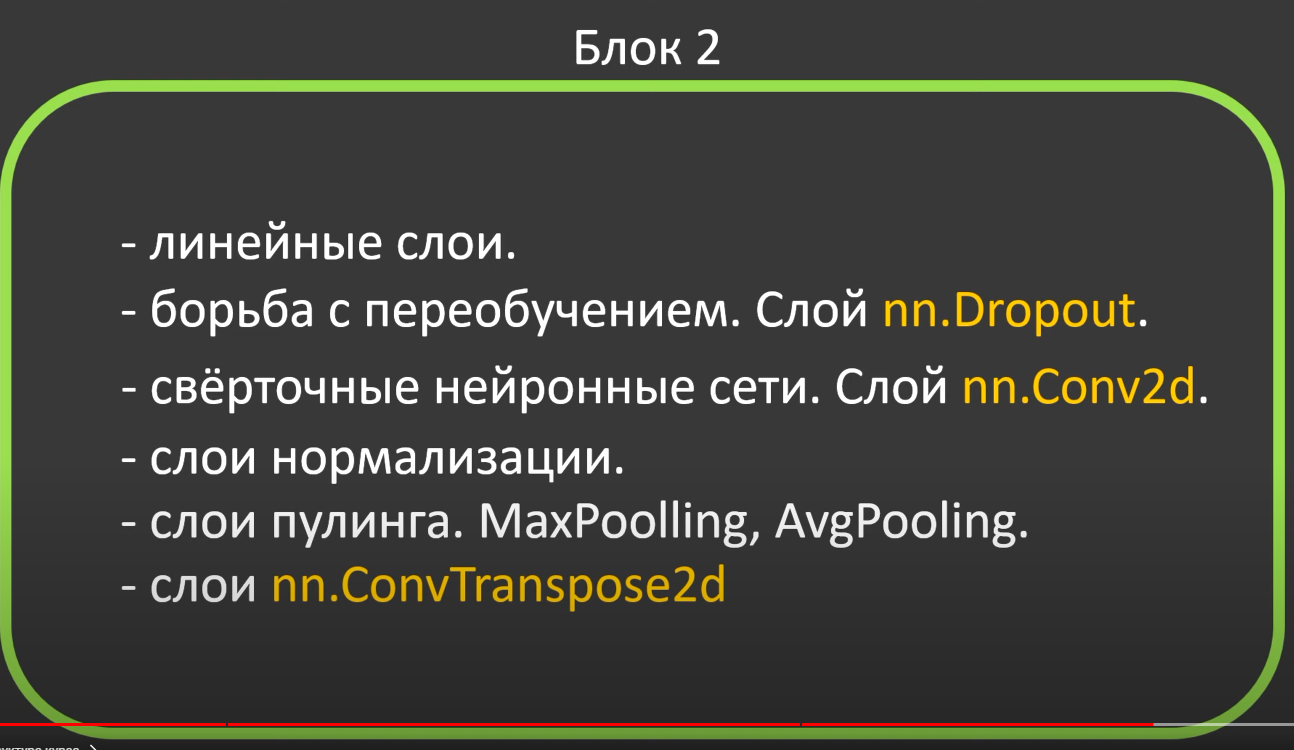 Блок 2
- линейные слои.
- борьба с переобучением. Слой nn.Dropout.
- свёрточные нейронные сети. Слой nn.Conv2d.
- слои нормализации.
- слои пулинга. MaxPoolling, AvgPooling.
- слои nn.ConvTranspose2d